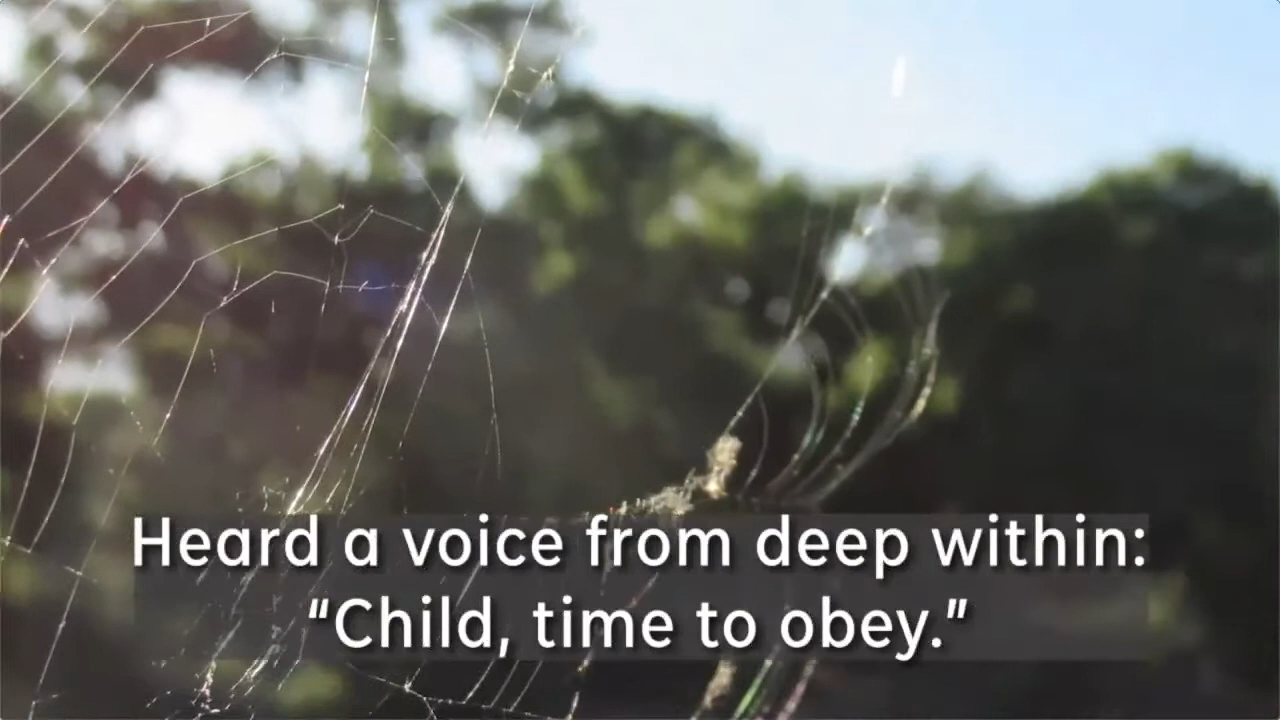 Heard a voice from deep within:
“Child, time to obey.”